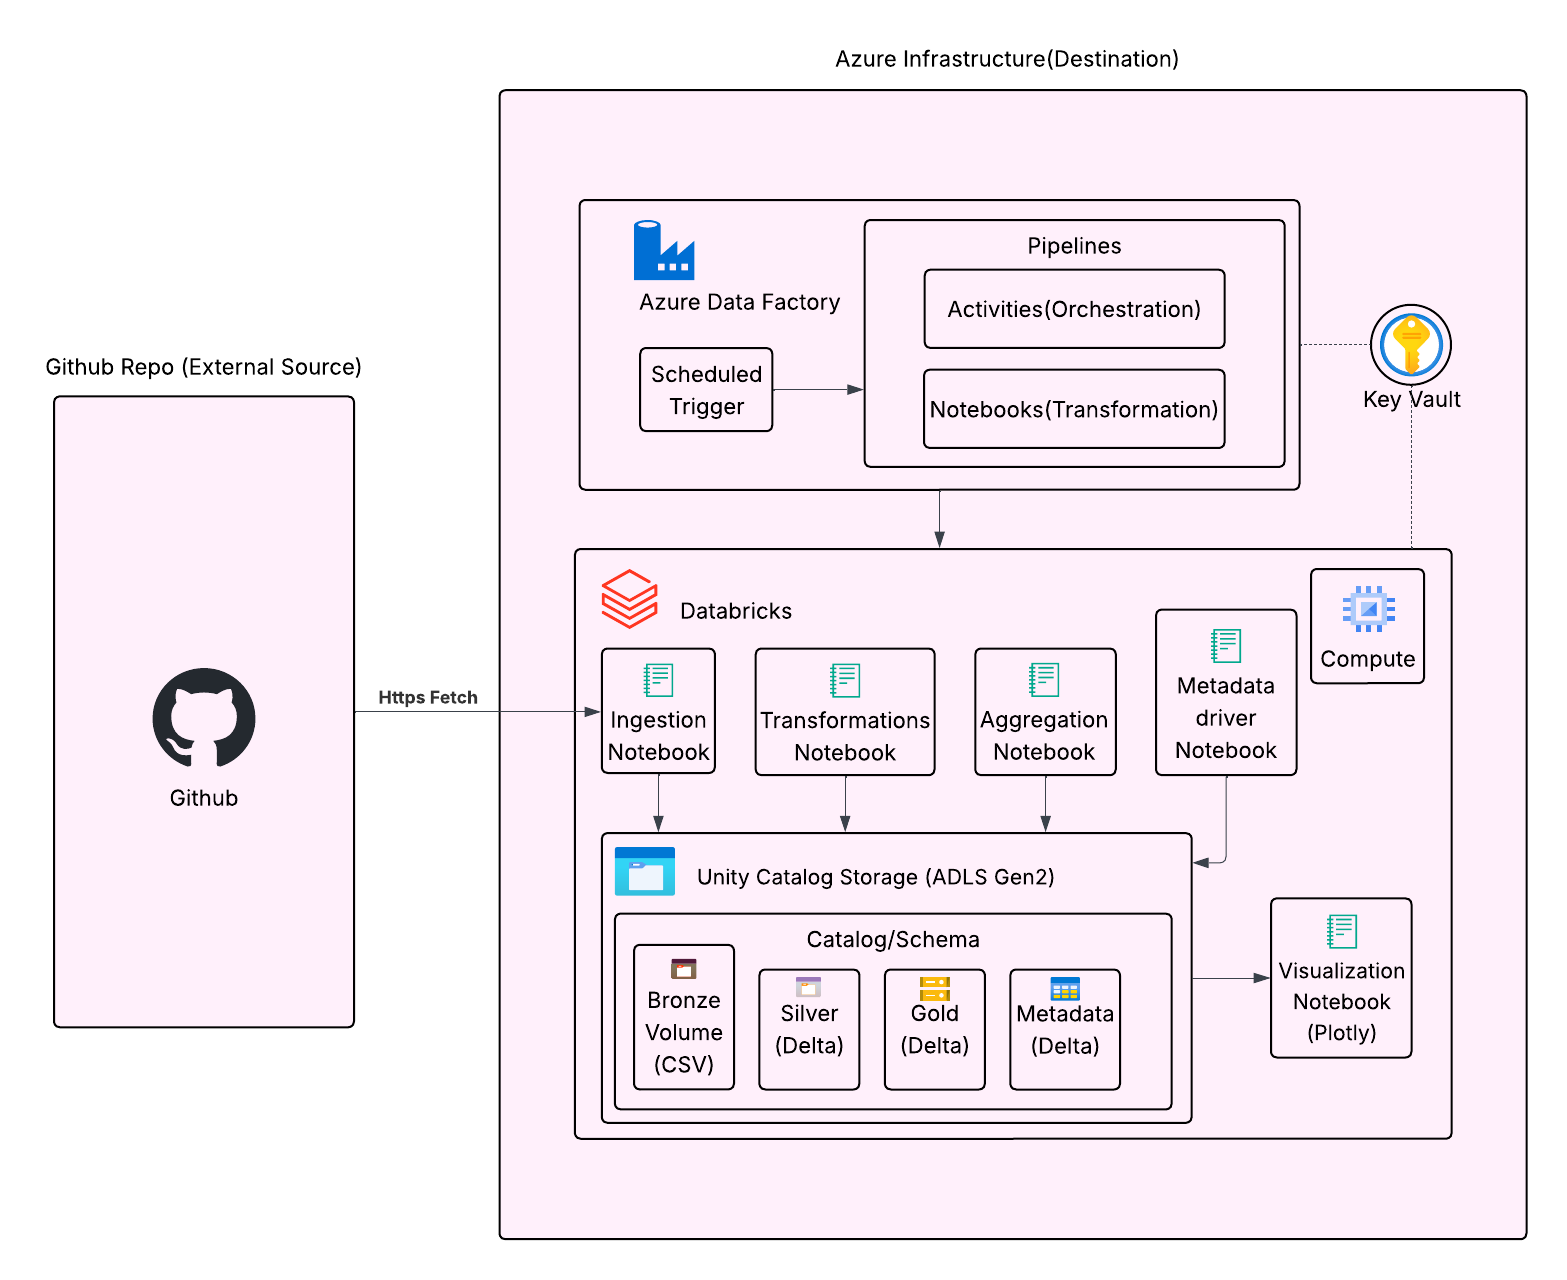 Azure Infrastructure(Destination)
Pipelines
Azure Data Factory
Activities(Orchestration)
Scheduled
Trigger
Notebooks(Transformation)
Key Vault
Github Repo (External Source)
Github
Https Fetch
Databricks
Compute
Ingestion
Notebook
Transformations
Notebook
Aggregation
Notebook
Metadata
driver
Notebook
Unity Catalog Storage (ADLS Gen2)
Catalog/Schema
Bronze
Volume
(CSV)
Silver
(Delta)
Gold
(Delta)
Metadata
(Delta)
Visualization
Notebook
(Plotly)